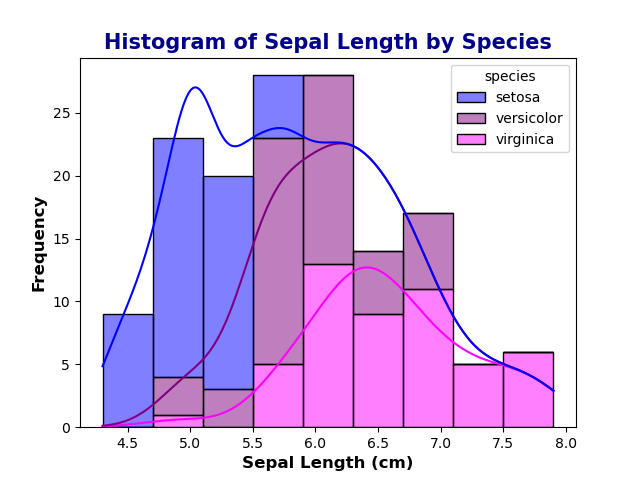 Histogram of Sepal Length by Species
species
setosa
versicolor
virginica
Frequency
25
20
15
10
5
0
4.5 5.0 5.5 6.0 6.5 7.0 7.5 8.0
Sepal Length (cm)